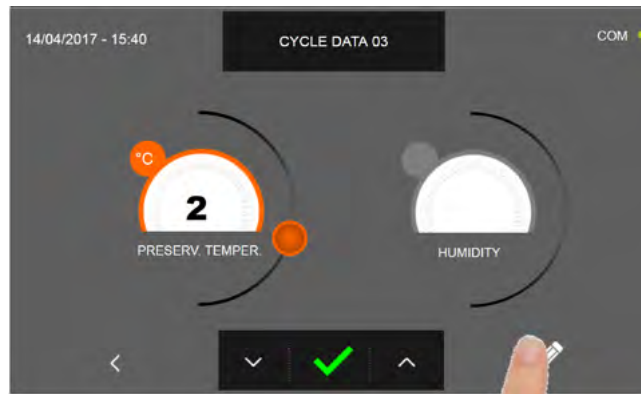 14/04/2017 - 15:40
CYCLE DATA 03
COM
°C
2
PRESERV. TEMPER.
HUMIDITY